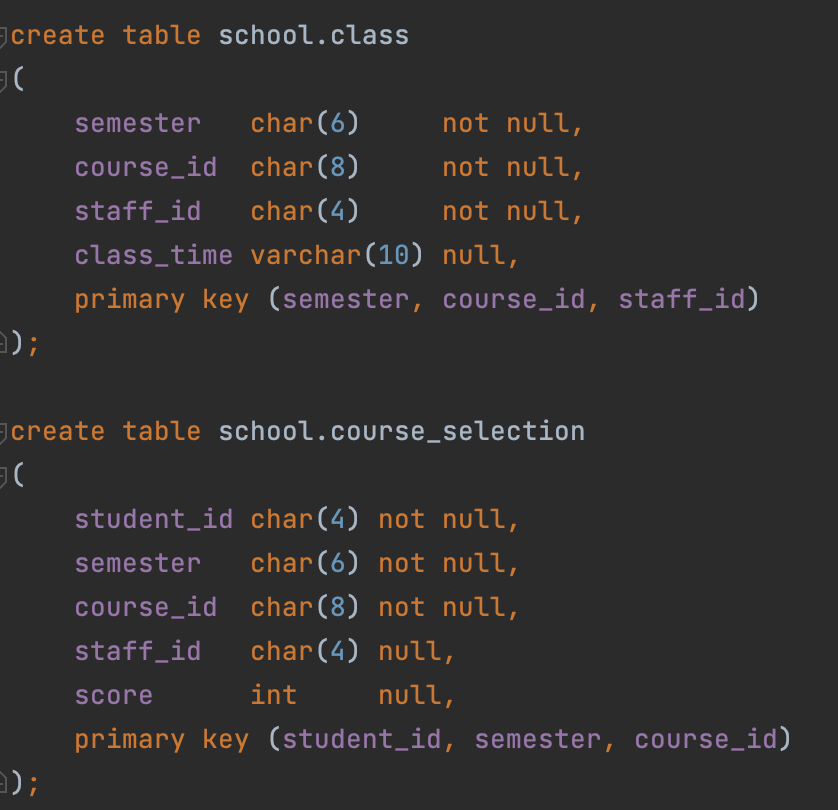 create table school.class
(
    semester   char(6)     not null,
    course_id  char(8)     not null,
    staff_id   char(4)     not null,
    class_time varchar(10) null,
    primary key (semester, course_id, staff_id)
);
create table school.course_selection
(
    student_id char(4) not null,
    semester   char(6) not null,
    course_id  char(8) not null,
    staff_id   char(4) null,
    score      int     null,
    primary key (student_id, semester, course_id)
);